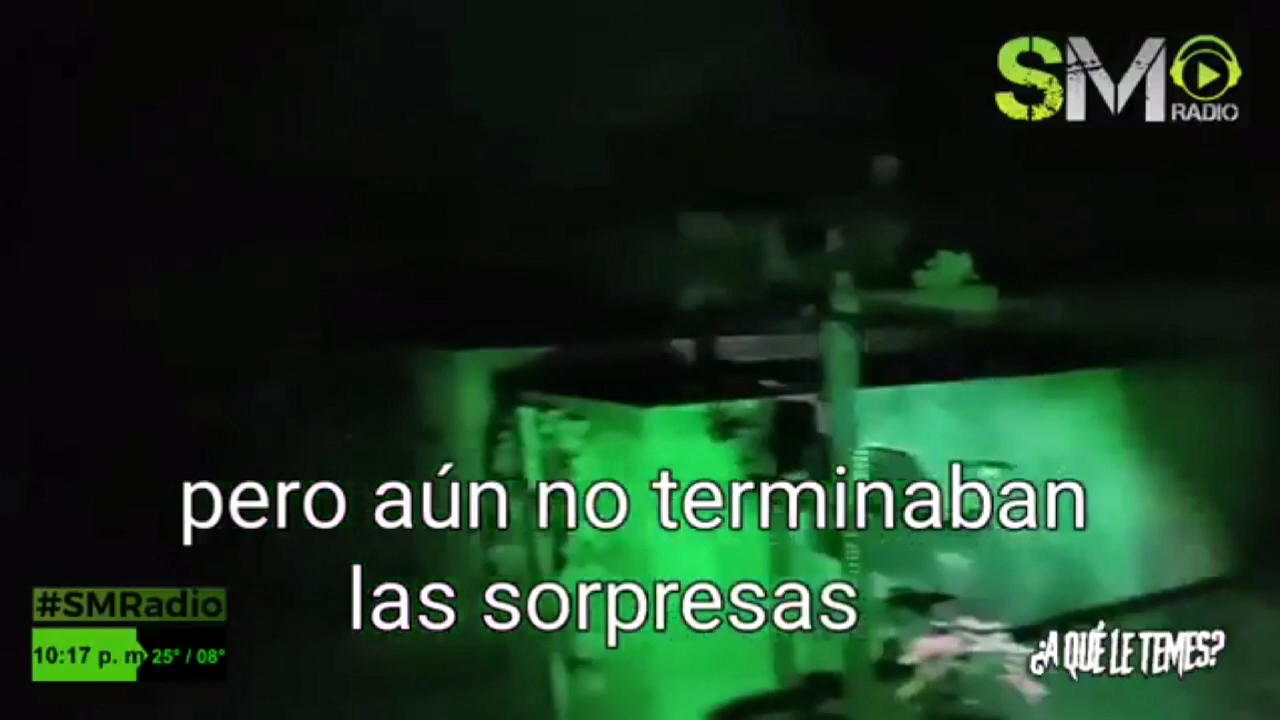 SM
RADIO
pero aún no terminaban
las sorpresas
#SMRadio
10:17 p. m
25° / 08°
¿A QUÉ LE TEMES?